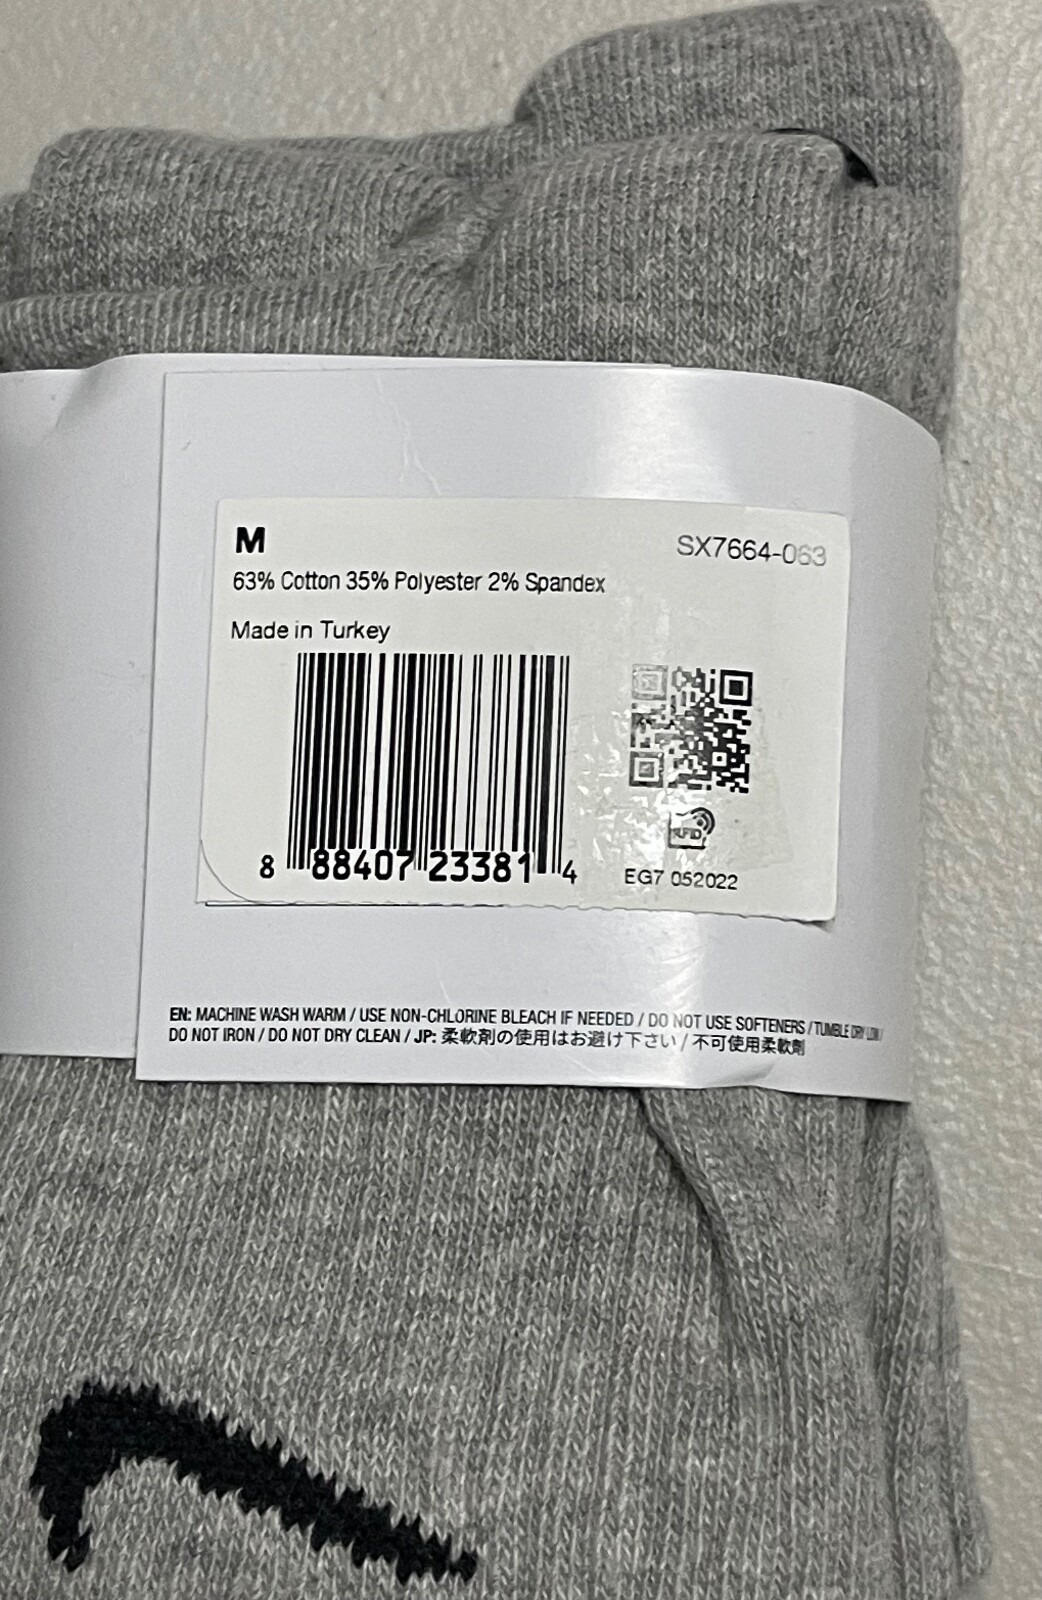 M
SX7664-063
63% Cotton 35% Polyester 2% Spandex
Made in Turkey
8 88407 23381 4
RFID
EG7 052022
EN: MACHINE WASH WARM / USE NON-CHLORINE BLEACH IF NEEDED / DO NOT USE SOFTENERS / TUMBLE DRY LOW /
DO NOT IRON / DO NOT DRY CLEAN / JP: 柔軟剤の使用はお避け下さい / 不可使用柔軟劑